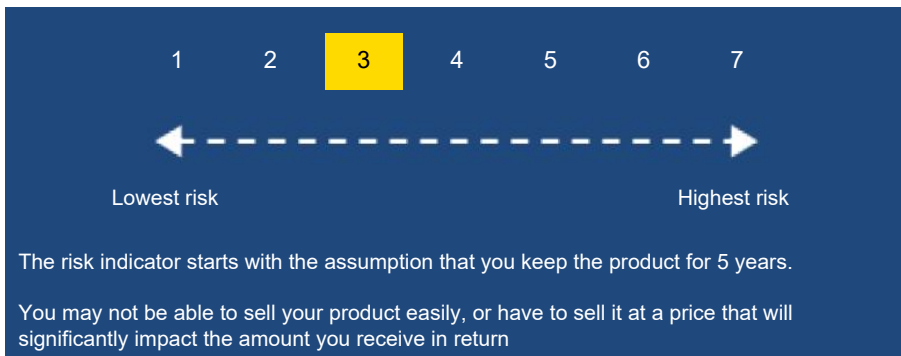 1 2 3 4 5 6 7
Lowest risk Highest risk
The risk indicator starts with the assumption that you keep the product for 5 years.
You may not be able to sell your product easily, or have to sell it at a price that will
significantly impact the amount you receive in return